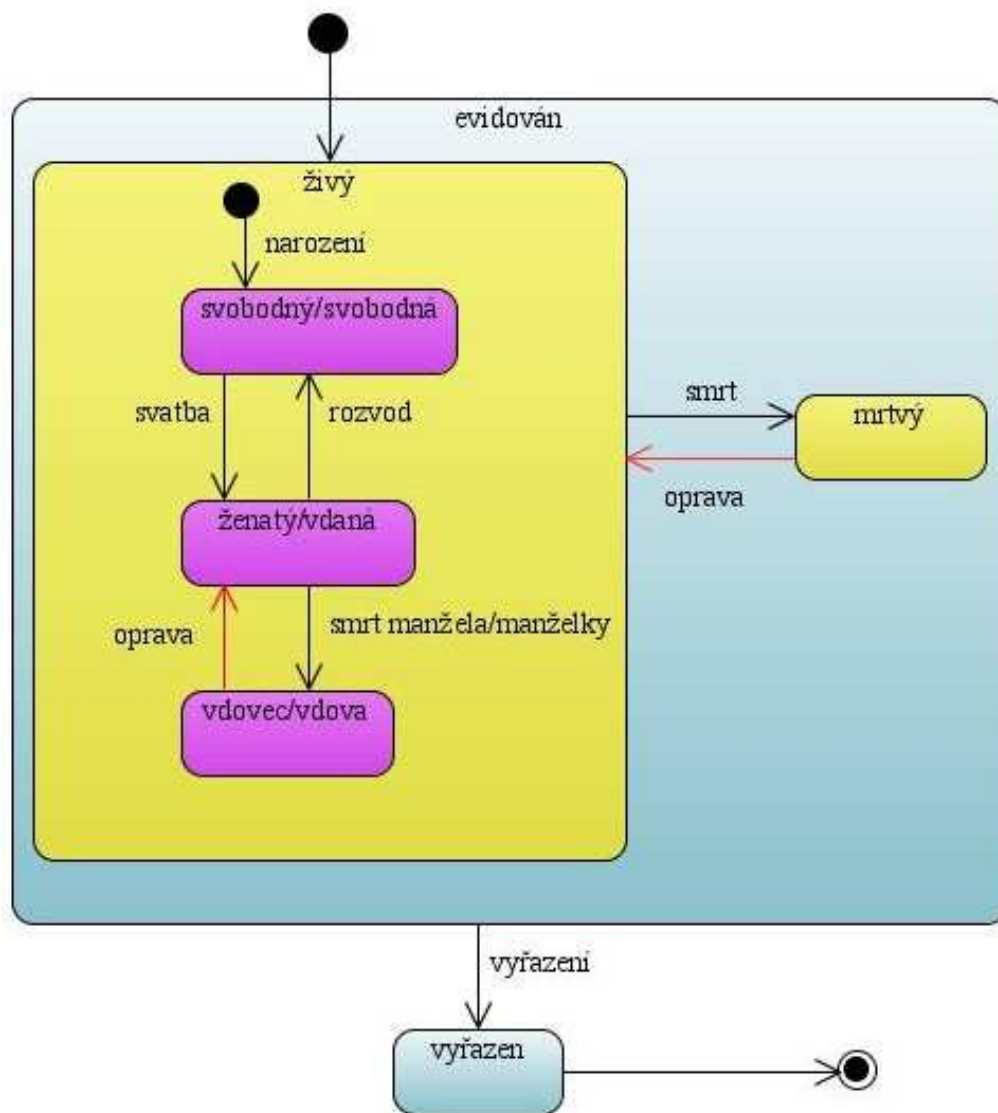 evidován
živý
narození
svobodný/svobodná
svatba
rozvod
smrt
mrtvý
oprava
ženatý/vdaná
smrt manžela/manželky
oprava
vdovec/vdova
vyřazení
vyřazen